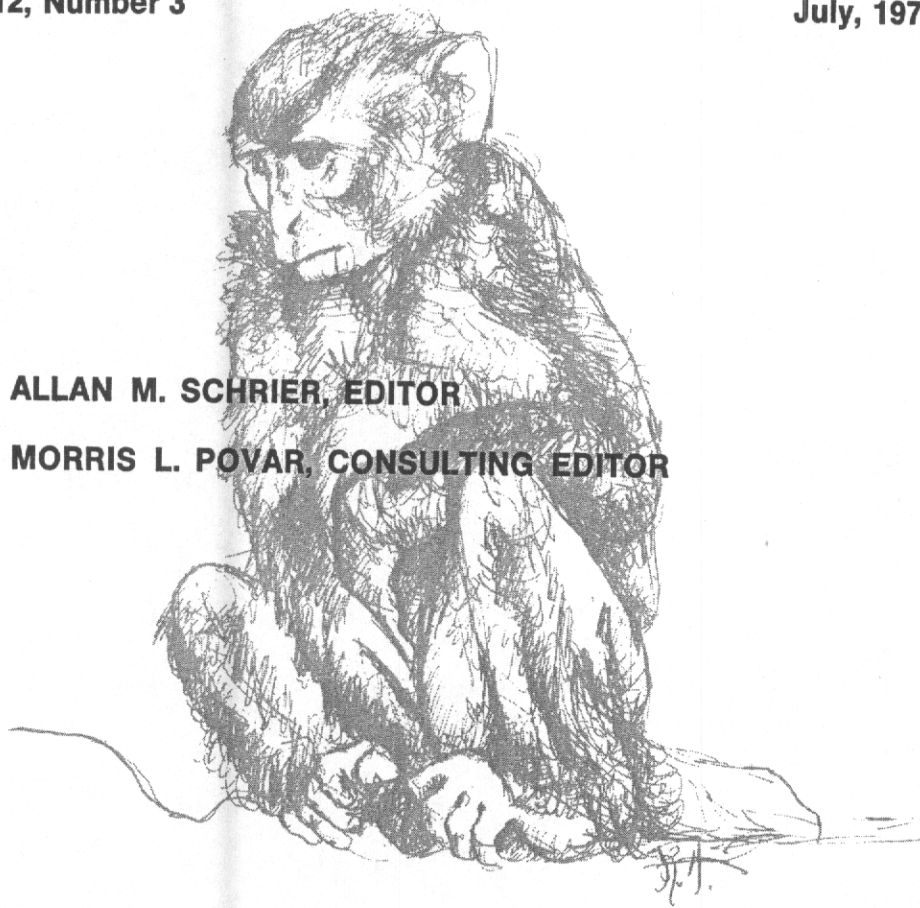 12, Number 3
July, 197
ALLAN M. SCHRIER, EDITOR
MORRIS L. POVAR, CONSULTING EDITOR